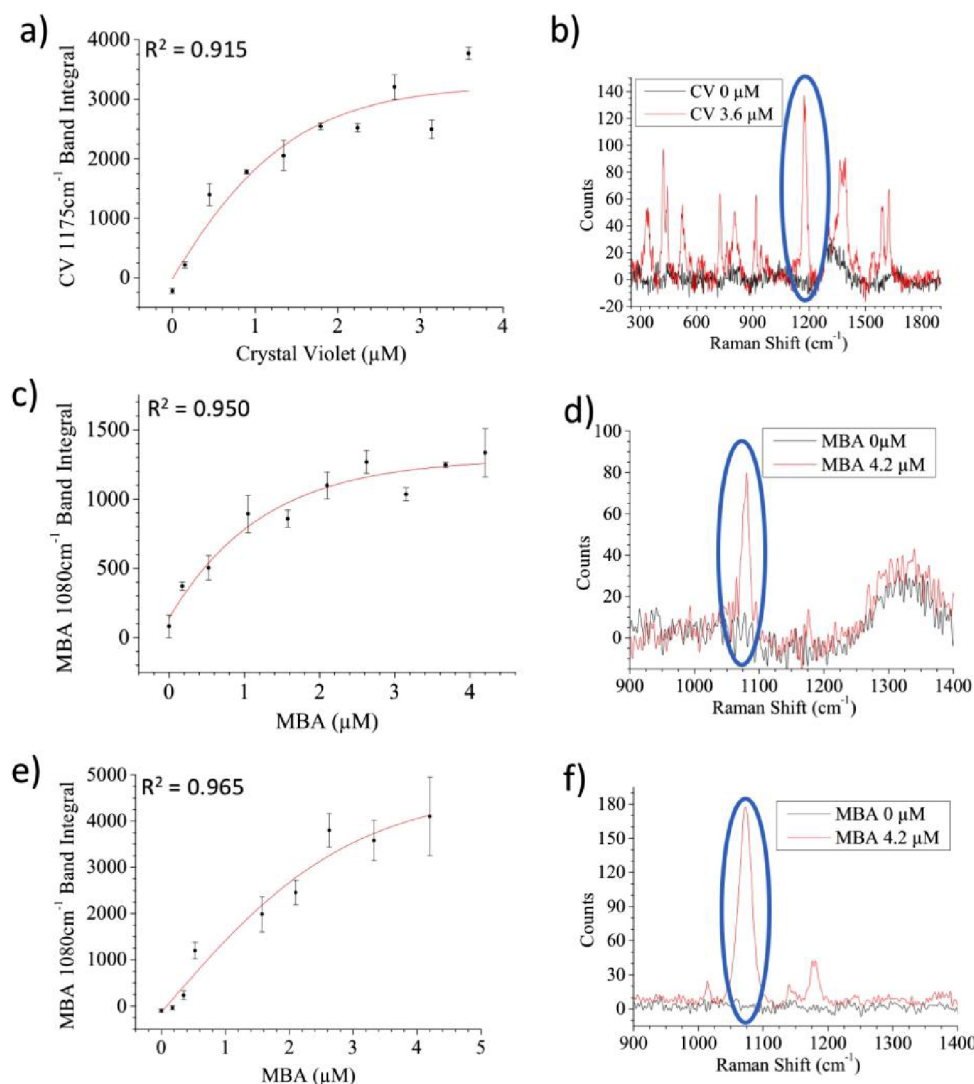 a)
R² = 0.915
4000
3000
2000
1000
0
CV 1175cm⁻¹ Band Integral
0 1 2 3 4
Crystal Violet (µM)
b)
CV 0 µM
CV 3.6 µM
140
120
100
80
60
40
20
0
-20
Counts
300 600 900 1200 1500 1800
Raman Shift (cm⁻¹)
c)
R² = 0.950
1500
1000
500
0
MBA 1080cm⁻¹ Band Integral
0 1 2 3 4
MBA (µM)
d)
MBA 0µM
MBA 4.2 µM
100
80
60
40
20
0
Counts
900 1000 1100 1200 1300 1400
Raman Shift (cm⁻¹)
e)
R² = 0.965
5000
4000
3000
2000
1000
0
MBA 1080cm⁻¹ Band Integral
0 1 2 3 4 5
MBA (µM)
f)
MBA 0 µM
MBA 4.2 µM
180
150
120
90
60
30
0
Counts
900 1000 1100 1200 1300 1400
Raman Shift (cm⁻¹)